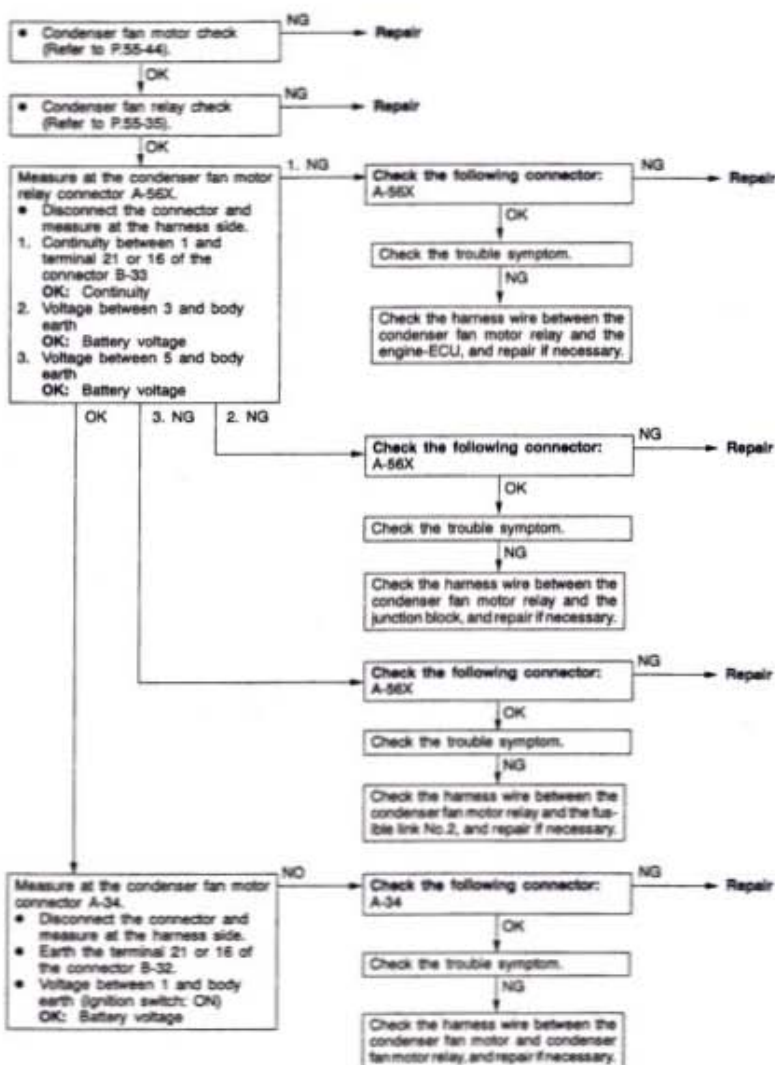 • Condenser fan motor check
(Refer to P.55-44).
NG
Repair
OK
• Condenser fan relay check
(Refer to P.55-35).
NG
Repair
OK
Measure at the condenser fan motor
relay connector A-56X.
• Disconnect the connector and
measure at the harness side.
1. Continuity between 1 and
terminal 21 or 16 of the
connector B-33
OK: Continuity
2. Voltage between 3 and body
earth
OK: Battery voltage
3. Voltage between 5 and body
earth
OK: Battery voltage
1. NG
Check the following connector:
A-56X
NG
Repair
OK
Check the trouble symptom.
NG
Check the harness wire between the
condenser fan motor relay and the
engine-ECU, and repair if necessary.
OK
3. NG
2. NG
Check the following connector:
A-56X
NG
Repair
OK
Check the trouble symptom.
NG
Check the harness wire between the
condenser fan motor relay and the
junction block, and repair if necessary.
Check the following connector:
A-56X
NG
Repair
OK
Check the trouble symptom.
NG
Check the harness wire between the
condenser fan motor relay and the fus-
ible link No.2, and repair if necessary.
Measure at the condenser fan motor
connector A-34.
• Disconnect the connector and
measure at the harness side.
• Earth the terminal 21 or 16 of
the connector B-32.
• Voltage between 1 and body
earth (Ignition switch: ON)
OK: Battery voltage
NO
Check the following connector:
A-34
NG
Repair
OK
Check the trouble symptom.
NG
Check the harness wire between the
condenser fan motor and condenser
fan motor relay, and repair if necessary.